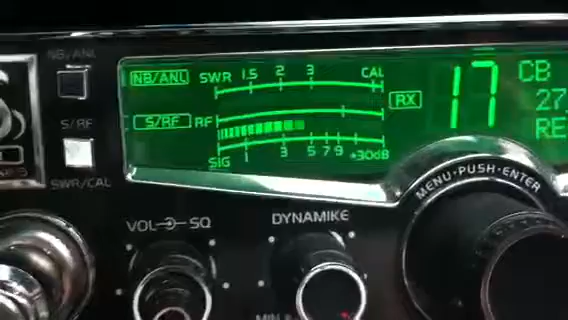 NB/ANL
NB/ANL SWR 1.5 2 3 CAL
S/RF RF RX 17 CB
27.
RE
S/RF
SIG 1 3 5 7 9 +30dB
SWR/CAL
MENU·PUSH·ENTER
VOL SQ DYNAMIKE